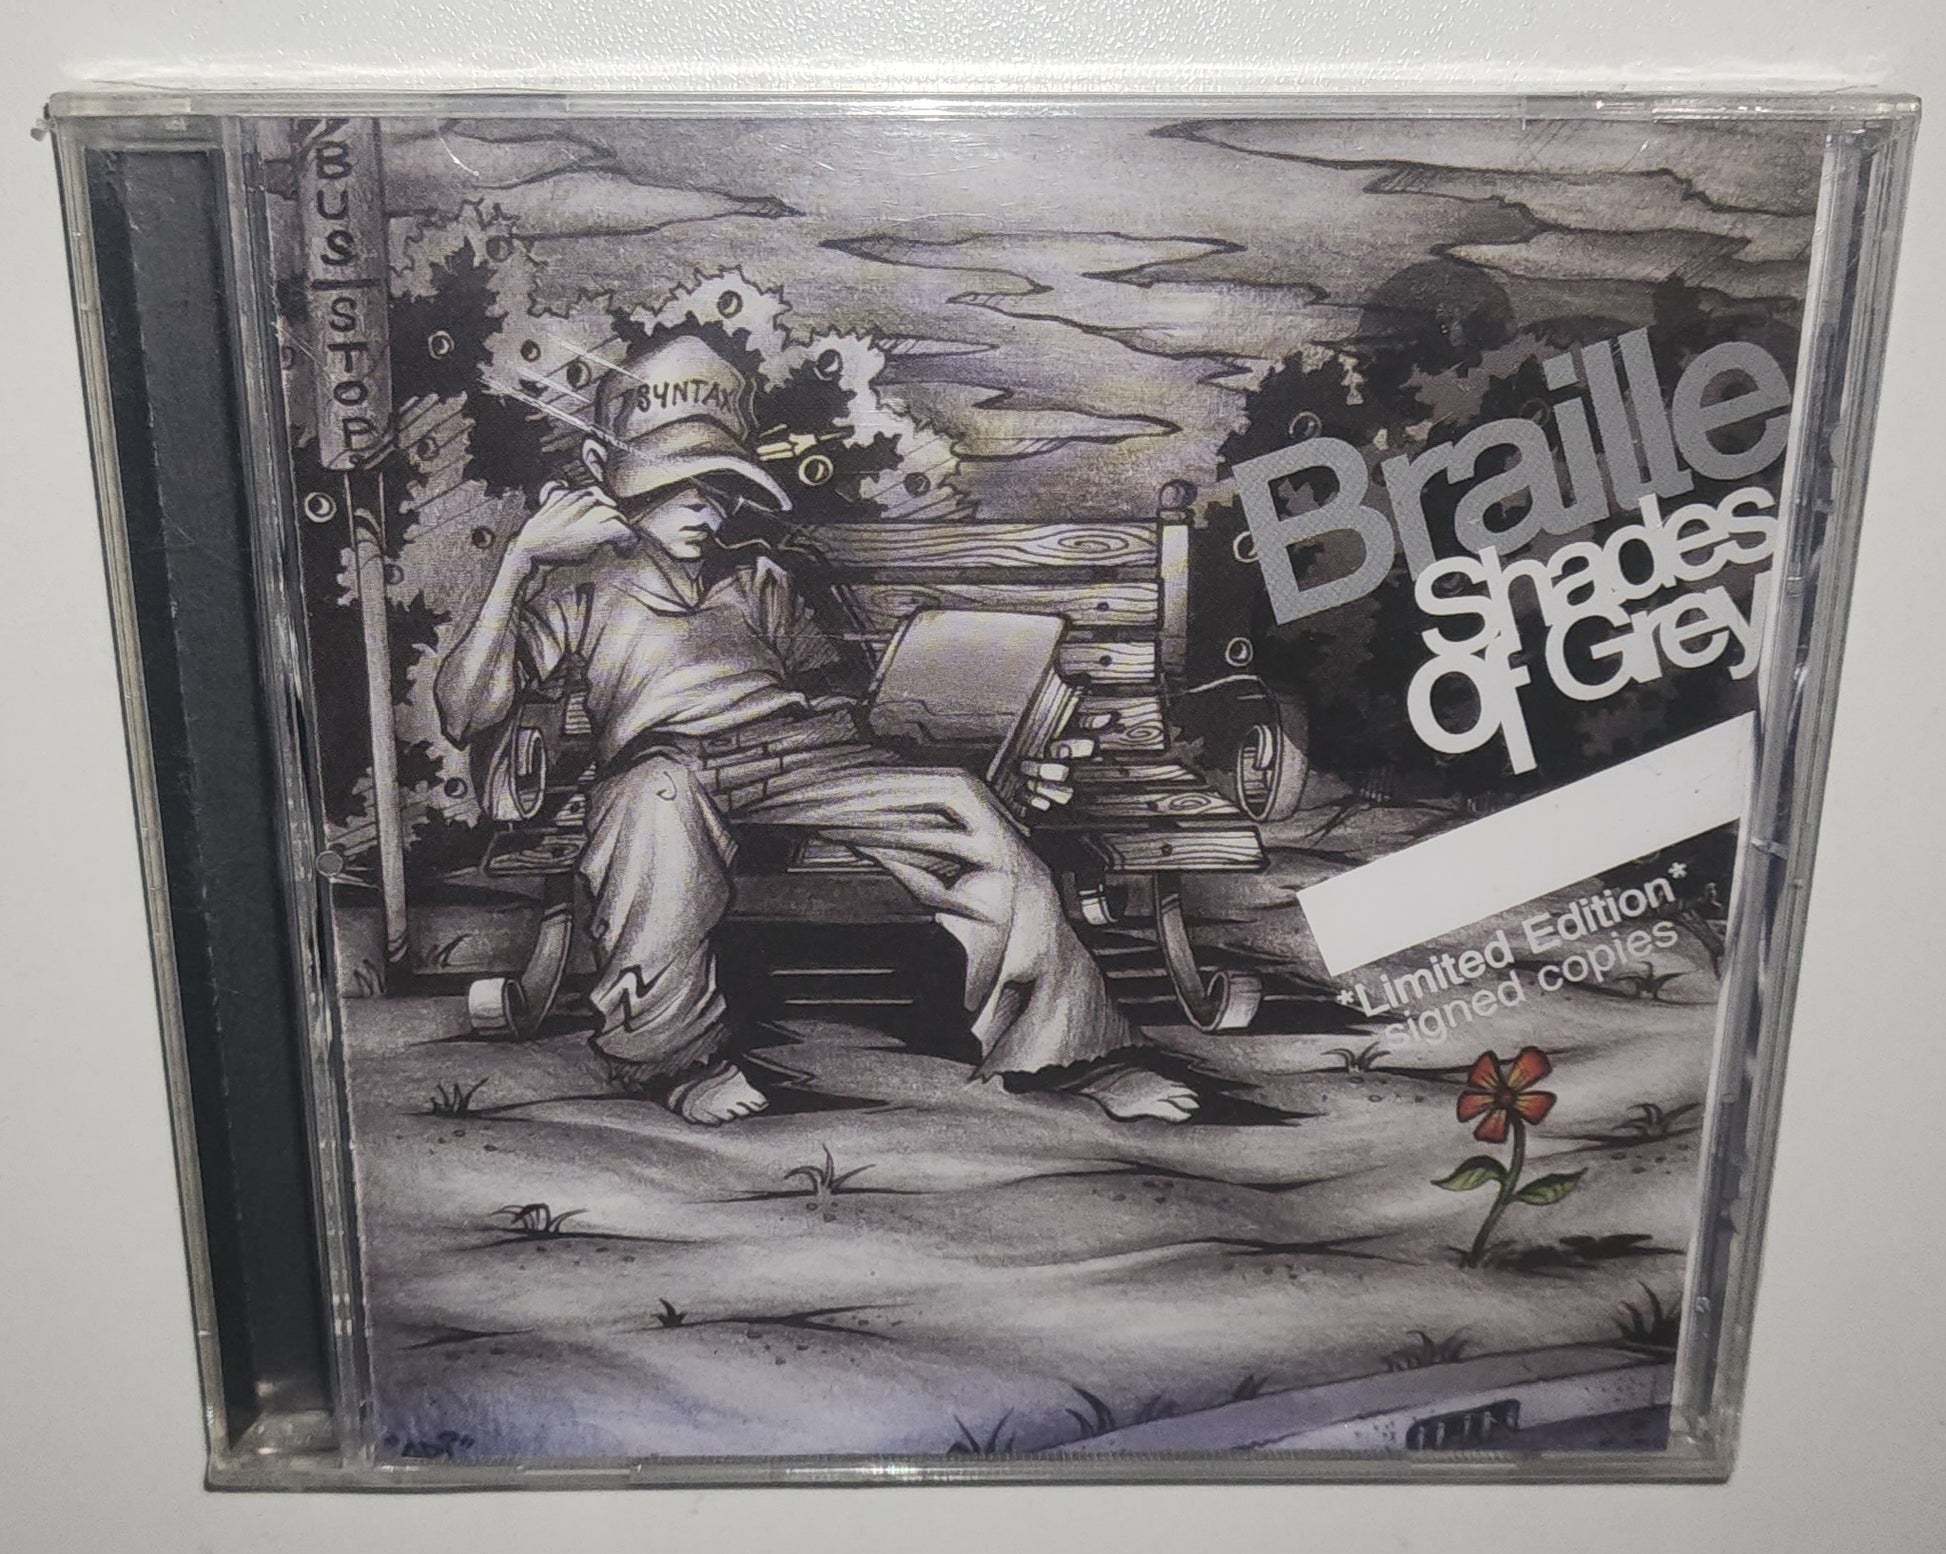 BUS STOP
SYNTAX
Braille
Shades
of Grey
*Limited Edition*
signed copies